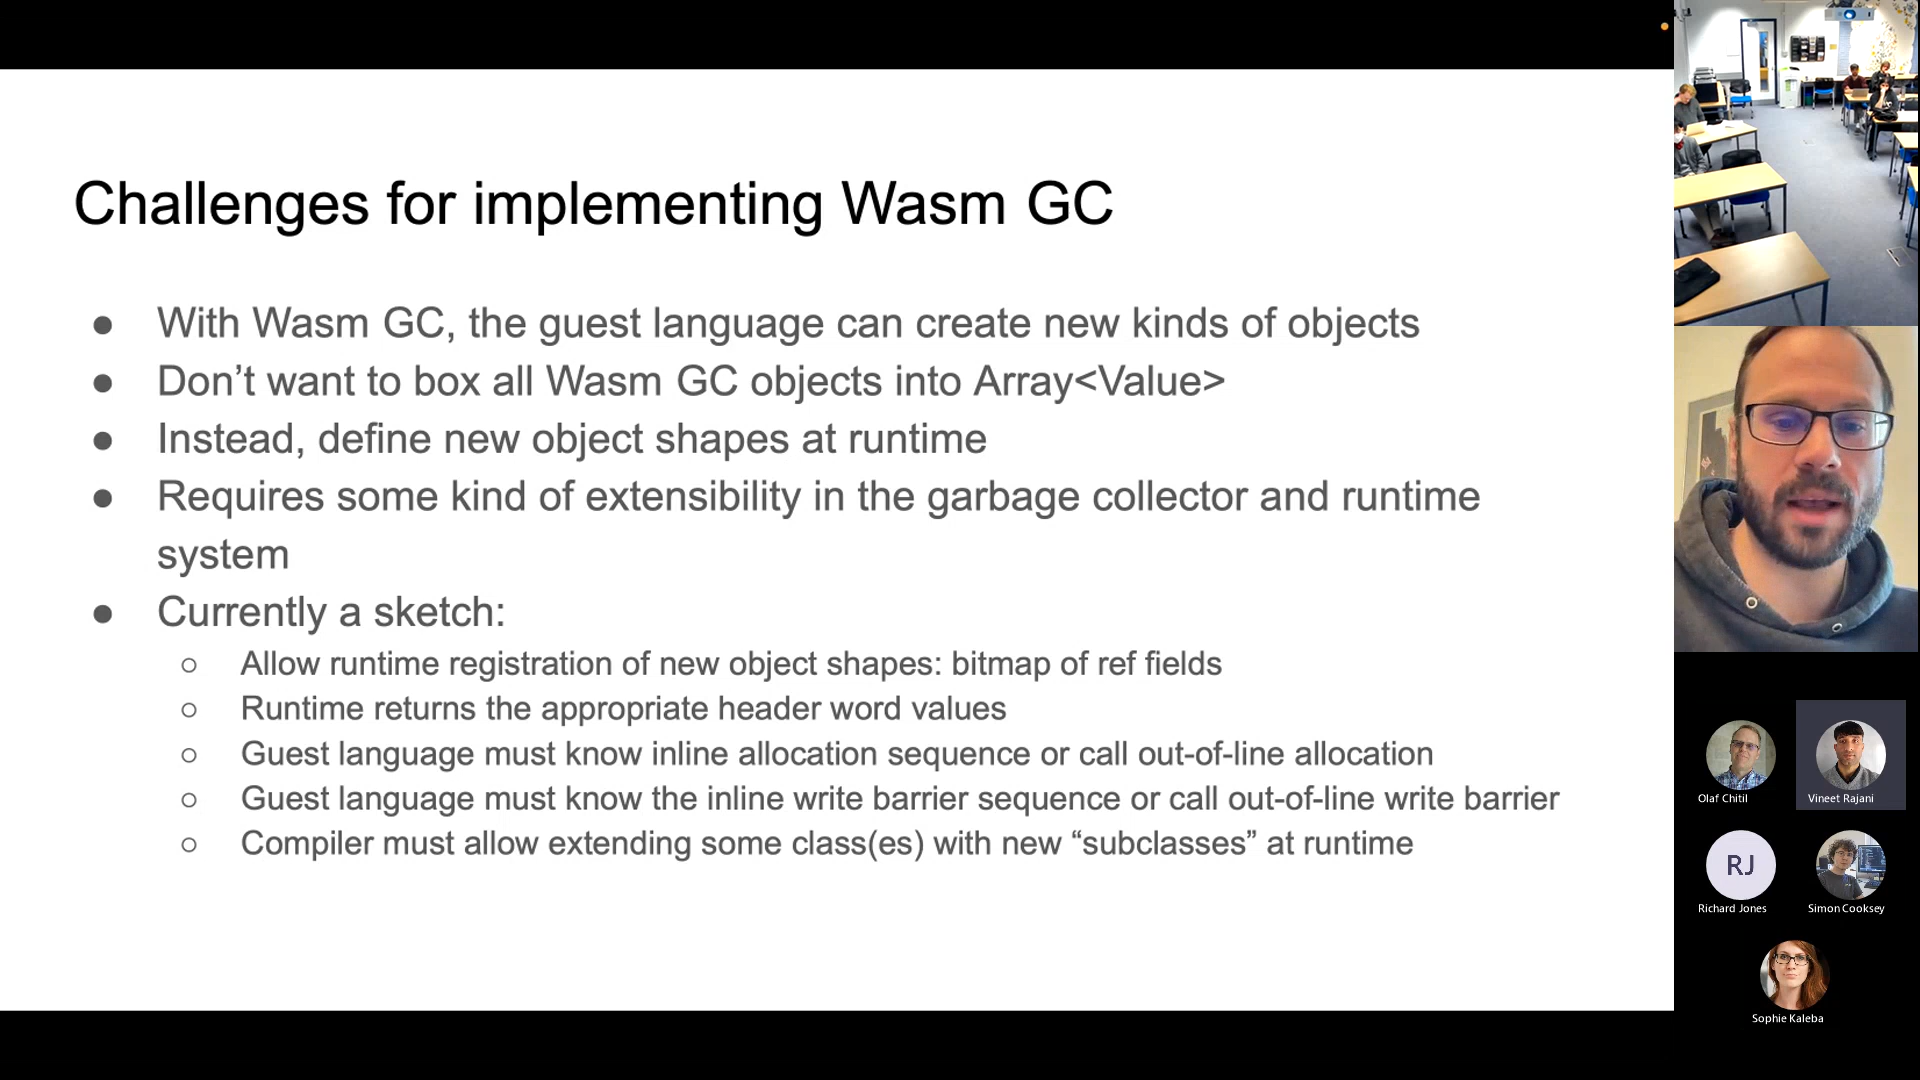 Challenges for implementing Wasm GC
● With Wasm GC, the guest language can create new kinds of objects
● Don’t want to box all Wasm GC objects into Array<Value>
● Instead, define new object shapes at runtime
● Requires some kind of extensibility in the garbage collector and runtime
system
● Currently a sketch:
○ Allow runtime registration of new object shapes: bitmap of ref fields
○ Runtime returns the appropriate header word values
○ Guest language must know inline allocation sequence or call out-of-line allocation
○ Guest language must know the inline write barrier sequence or call out-of-line write barrier
○ Compiler must allow extending some class(es) with new “subclasses” at runtime
Olaf Chitil
Vineet Rajani
RJ
Richard Jones
Simon Cooksey
Sophie Kaleba